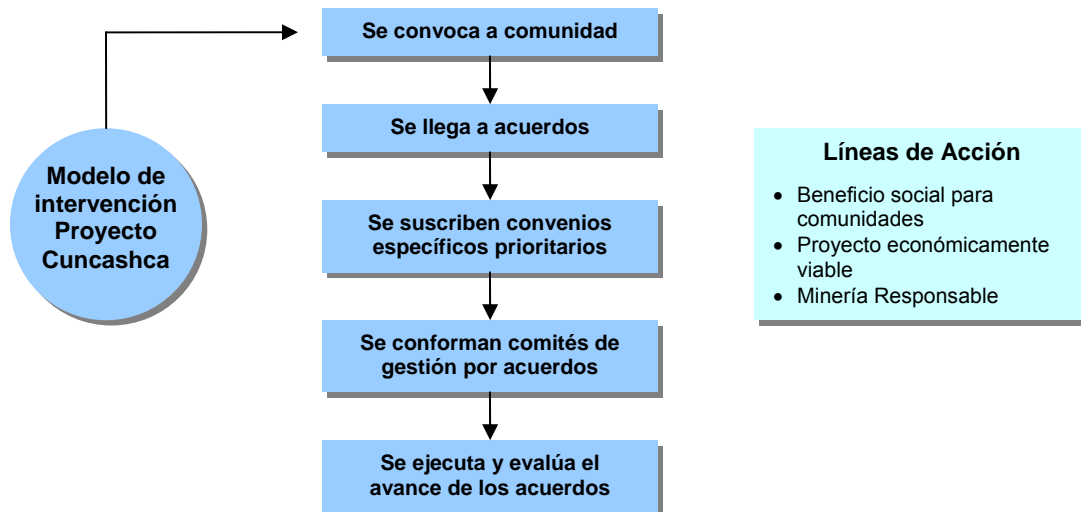 Modelo de
intervención
Proyecto
Cuncashca
Se convoca a comunidad
Se llega a acuerdos
Se suscriben convenios
específicos prioritarios
Se conforman comités de
gestión por acuerdos
Se ejecuta y evalúa el
avance de los acuerdos
Líneas de Acción
• Beneficio social para
comunidades
• Proyecto económicamente
viable
• Minería Responsable